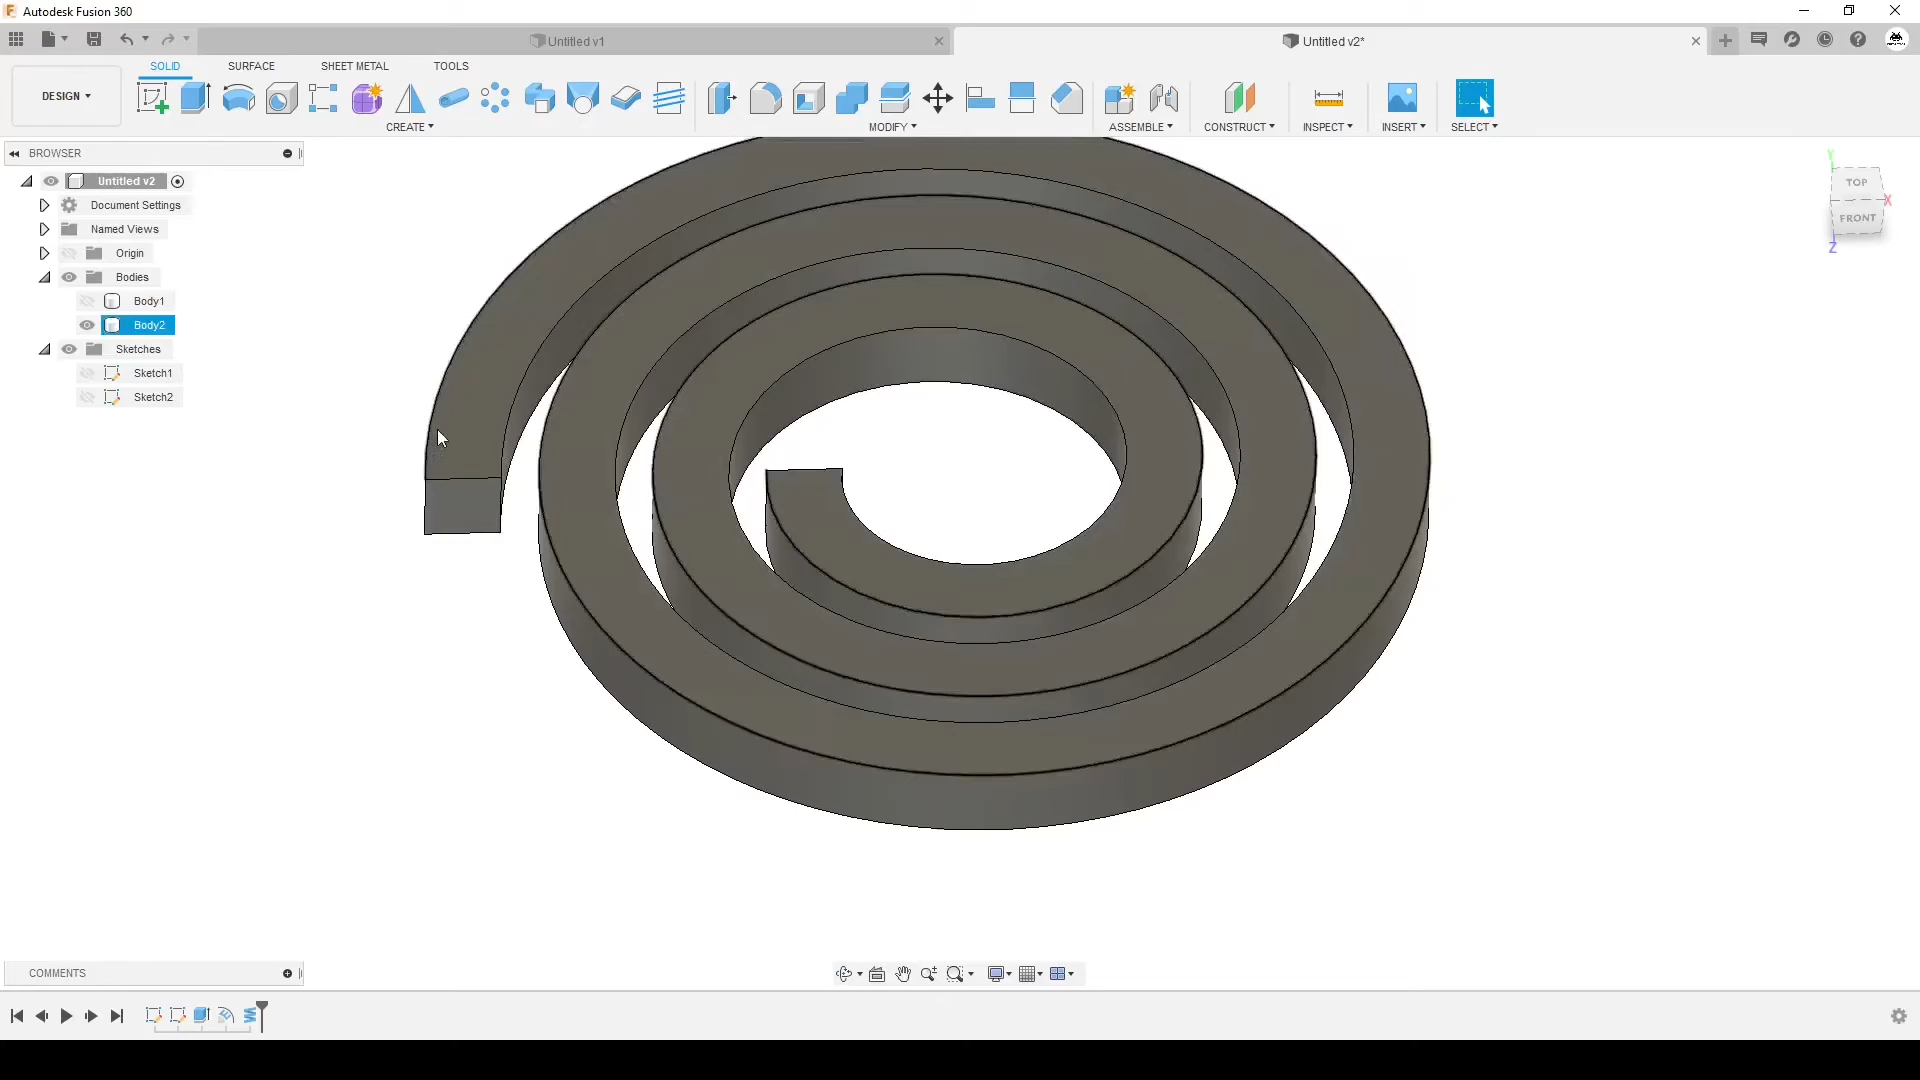 Autodesk Fusion 360
Untitled v1
Untitled v2*
DESIGN
SOLID
SURFACE
SHEET METAL
TOOLS
CREATE
MODIFY
ASSEMBLE
CONSTRUCT
INSPECT
INSERT
SELECT
BROWSER
Untitled v2
Document Settings
Named Views
Origin
Bodies
Body1
Body2
Sketches
Sketch1
Sketch2
Y
TOP
X
FRONT
Z
COMMENTS